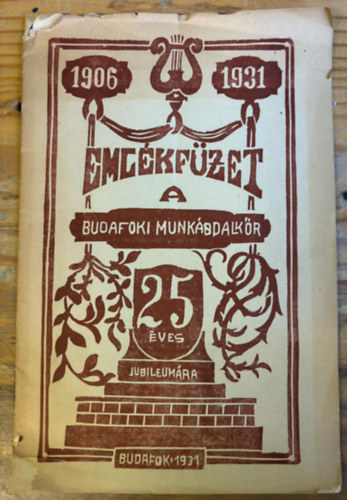 1906 1931
EMLÉKFÜZET
A
BUDAFOKI MUNKÁSDALKÖR
25
ÉVES
JUBILEUMÁRA
BUDAFOK·1931